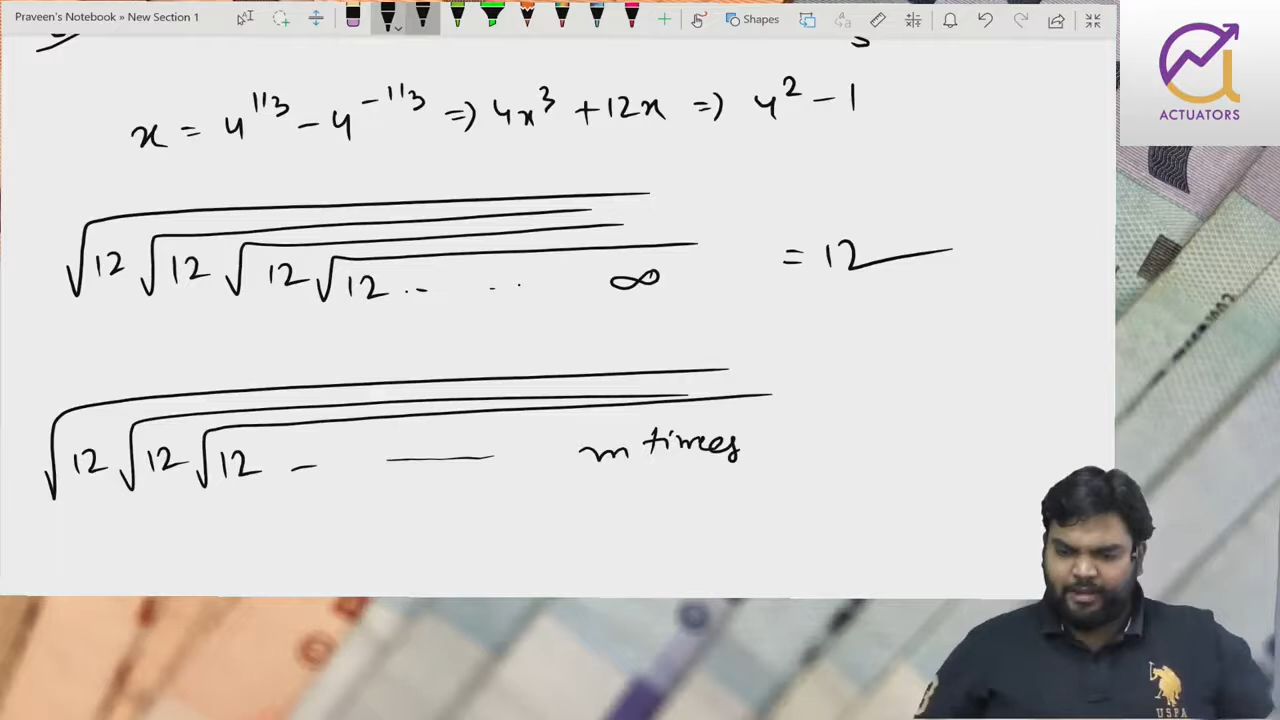 Praveen's Notebook » New Section 1
Shapes
ACTUATORS
x = 4^{1/3} - 4^{-1/3} => 4x^3 + 12x => 4^2 - 1
√12√12√12√12 .. - .. ∞ = 12
√12√12√12 - — m times
USPA